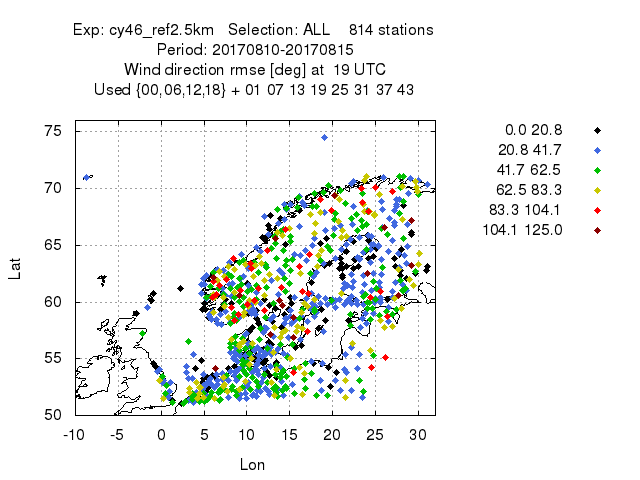 Exp: cy46_ref2.5km   Selection: ALL    814 stations
Period: 20170810-20170815
Wind direction rmse [deg] at  19 UTC
Used {00,06,12,18} + 01 07 13 19 25 31 37 43
0.0 20.8
20.8 41.7
41.7 62.5
62.5 83.3
83.3 104.1
104.1 125.0
75
70
65
60
55
50
Lat
-10 -5 0 5 10 15 20 25 30
Lon